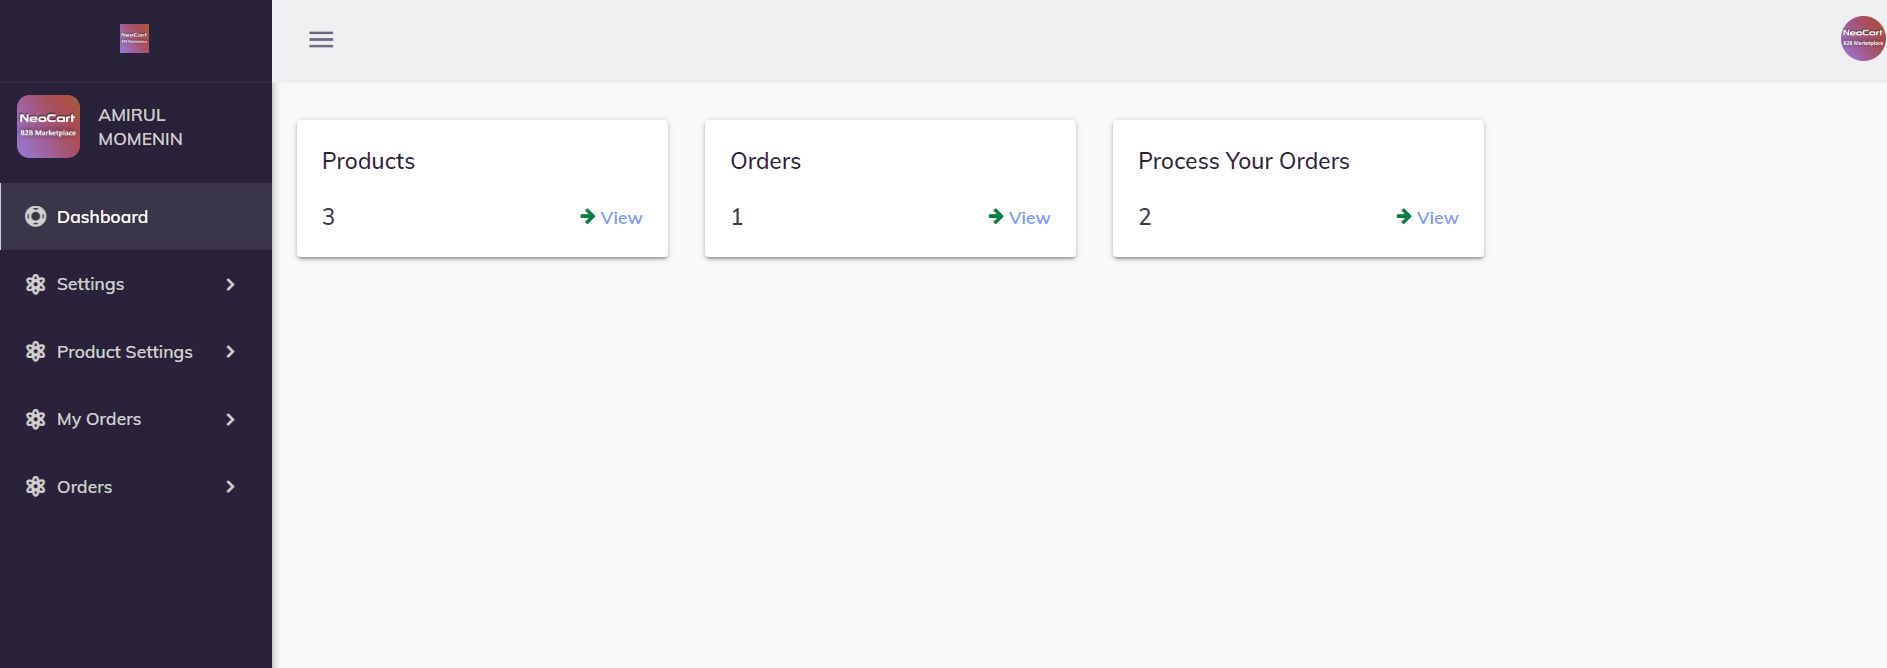 NeoCart
B2B Marketplace
NeoCart
B2B Marketplace
AMIRUL
MOMENIN
NeoCart
B2B Marketplace
Dashboard
Settings
Product Settings
My Orders
Orders
Products
3
View
Orders
1
View
Process Your Orders
2
View